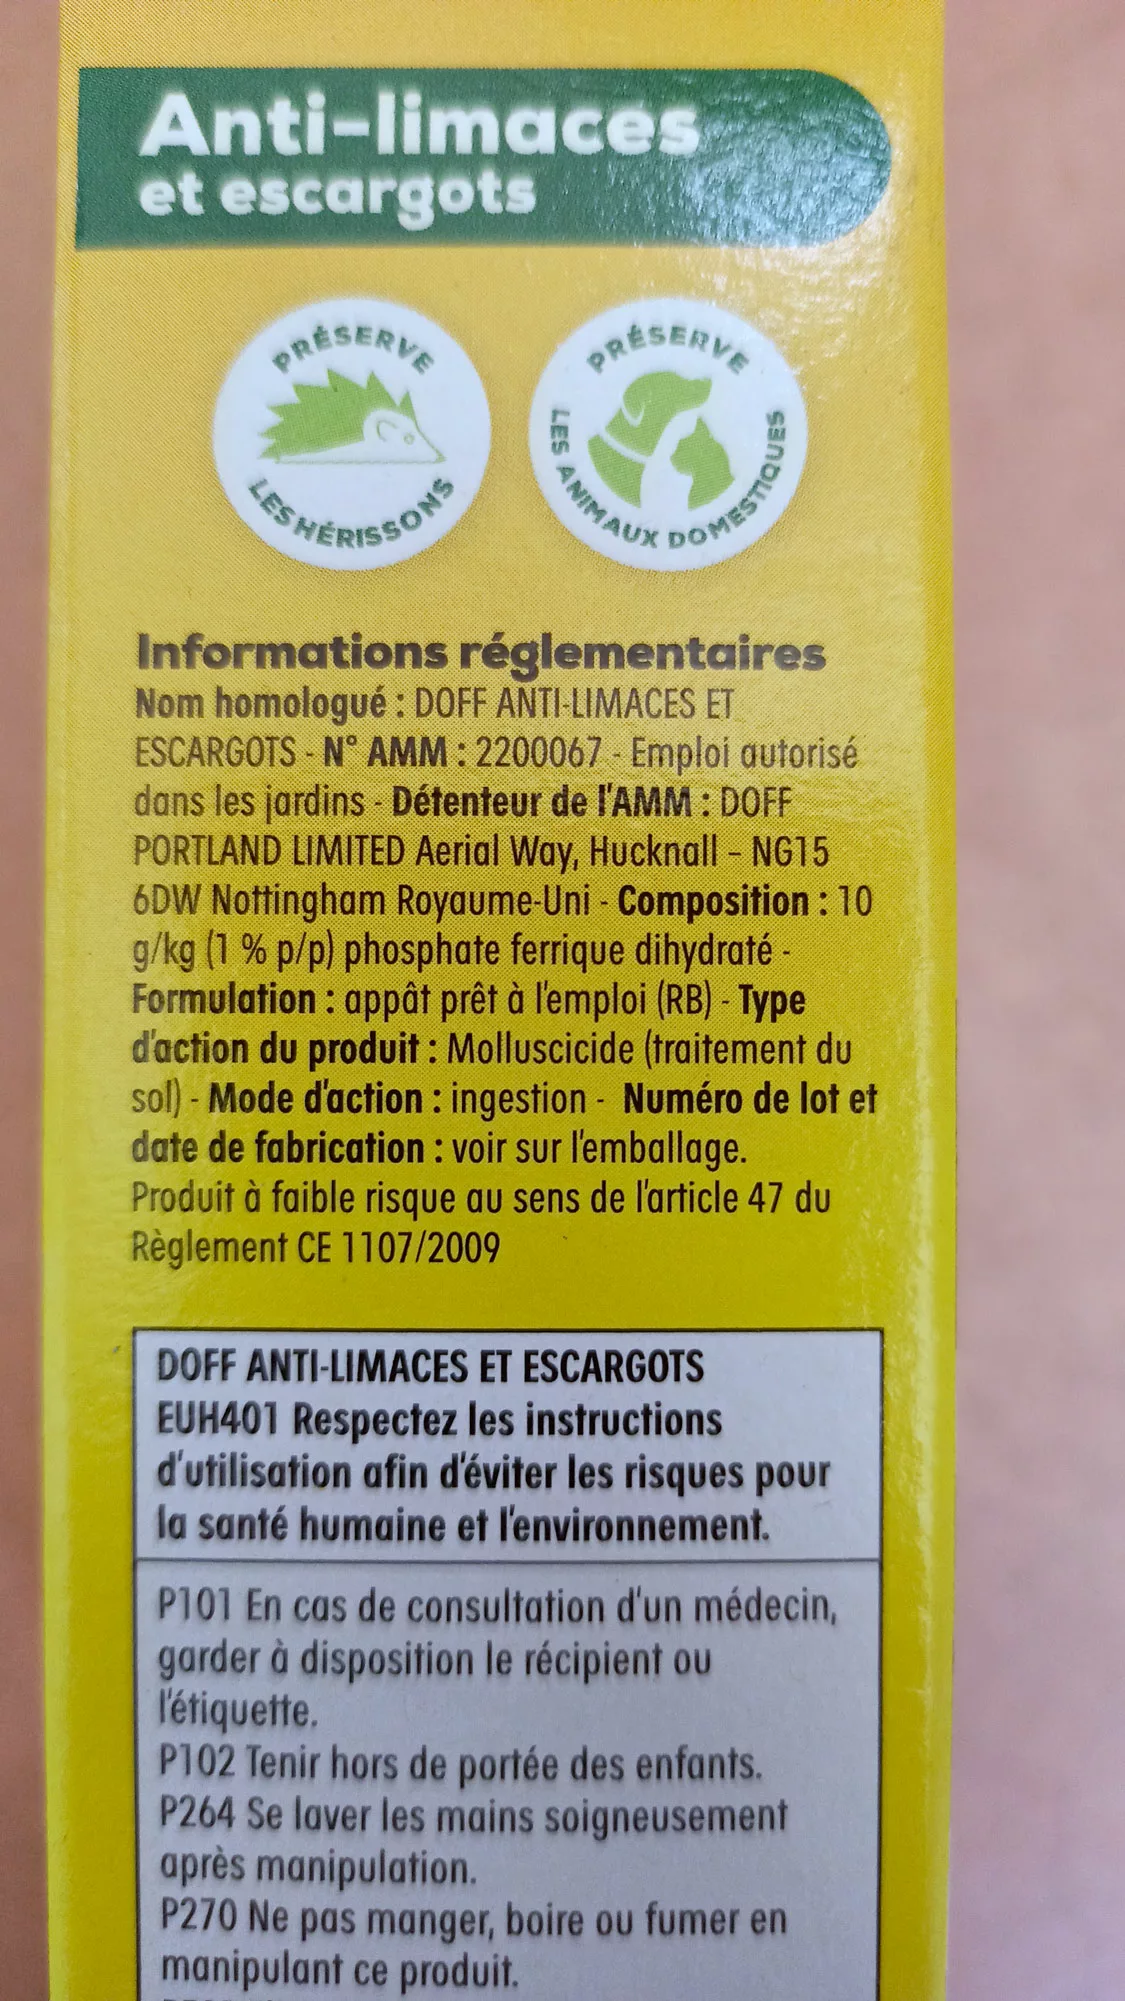 Anti-limaces
et escargots
PRÉSERVE
LES HÉRISSONS
PRÉSERVE
LES ANIMAUX DOMESTIQUES
Informations réglementaires
Nom homologué : DOFF ANTI-LIMACES ET
ESCARGOTS - N° AMM : 2200067 - Emploi autorisé
dans les jardins - Détenteur de l'AMM : DOFF
PORTLAND LIMITED Aerial Way, Hucknall – NG15
6DW Nottingham Royaume-Uni - Composition : 10
g/kg (1 % p/p) phosphate ferrique dihydraté -
Formulation : appât prêt à l'emploi (RB) - Type
d'action du produit : Molluscicide (traitement du
sol) - Mode d'action : ingestion - Numéro de lot et
date de fabrication : voir sur l'emballage.
Produit à faible risque au sens de l'article 47 du
Règlement CE 1107/2009
DOFF ANTI-LIMACES ET ESCARGOTS
EUH401 Respectez les instructions
d'utilisation afin d'éviter les risques pour
la santé humaine et l'environnement.
P101 En cas de consultation d'un médecin,
garder à disposition le récipient ou
l'étiquette.
P102 Tenir hors de portée des enfants.
P264 Se laver les mains soigneusement
après manipulation.
P270 Ne pas manger, boire ou fumer en
manipulant ce produit.